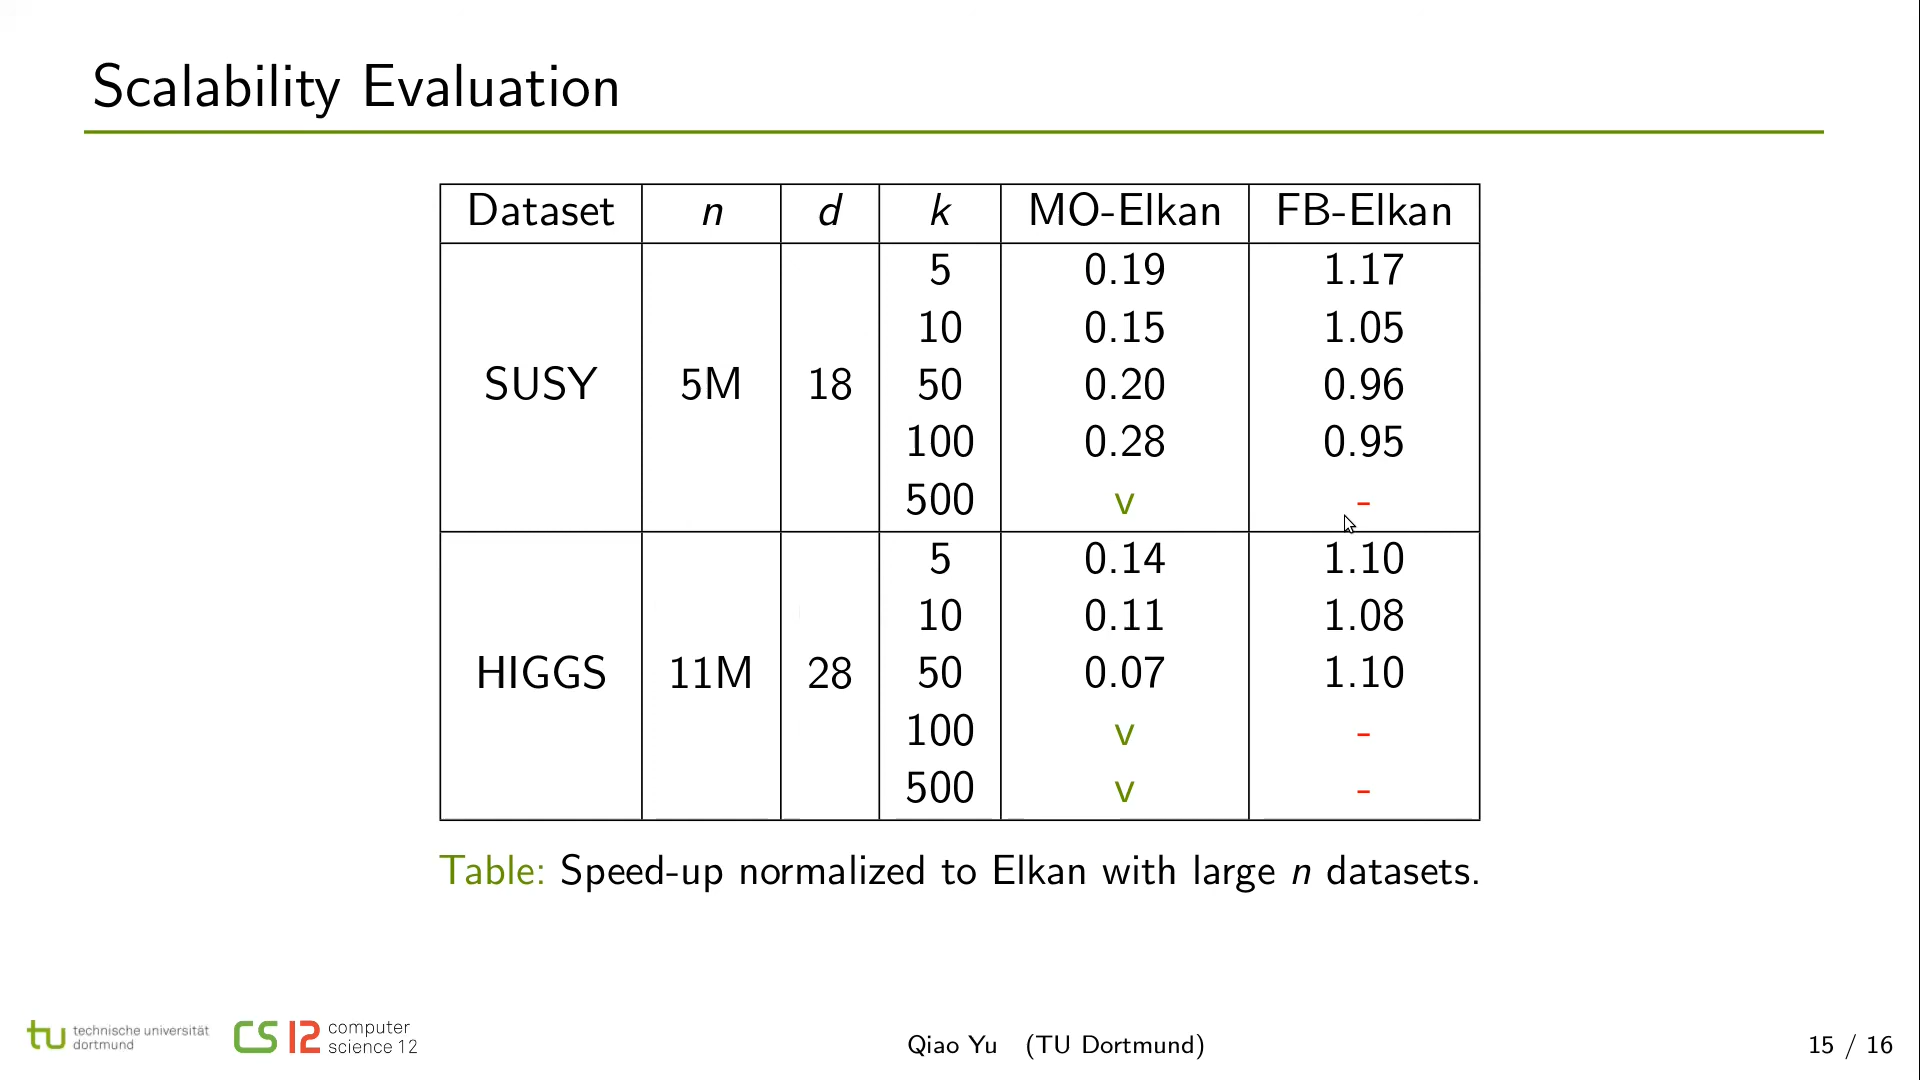 Scalability Evaluation
Dataset n d k MO-Elkan FB-Elkan
5 0.19 1.17
10 0.15 1.05
SUSY 5M 18 50 0.20 0.96
100 0.28 0.95
500 v -
5 0.14 1.10
10 0.11 1.08
HIGGS 11M 28 50 0.07 1.10
100 v -
500 v -
Table: Speed-up normalized to Elkan with large n datasets.
tu technische universität
dortmund
CS 12 computer
science 12
Qiao Yu (TU Dortmund)
15 / 16